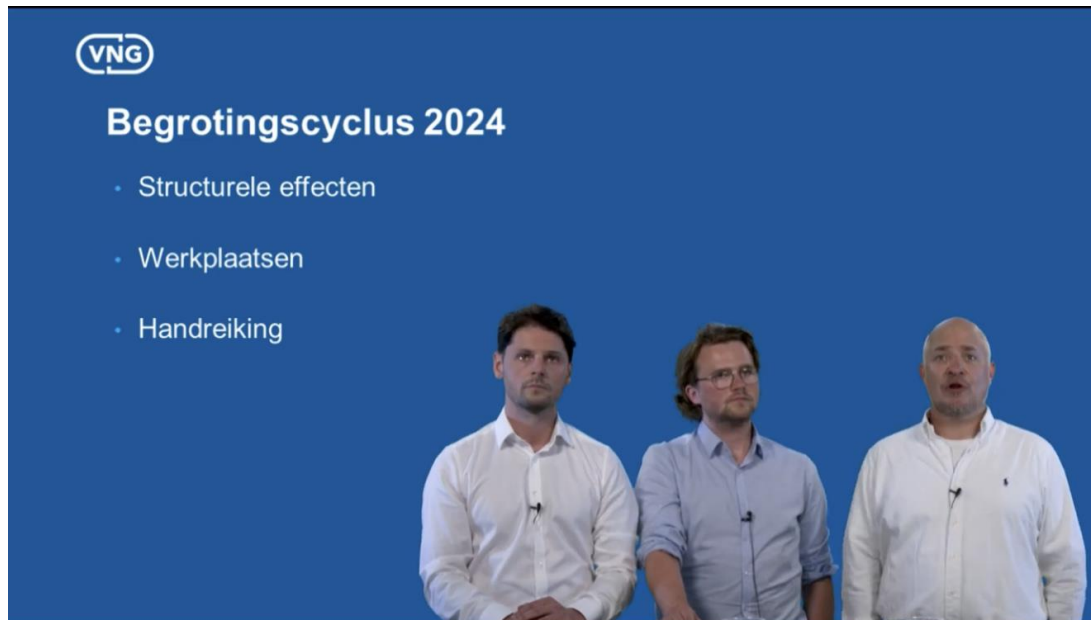 VNG
Begrotingscyclus 2024
Structurele effecten
Werkplaatsen
Handreiking